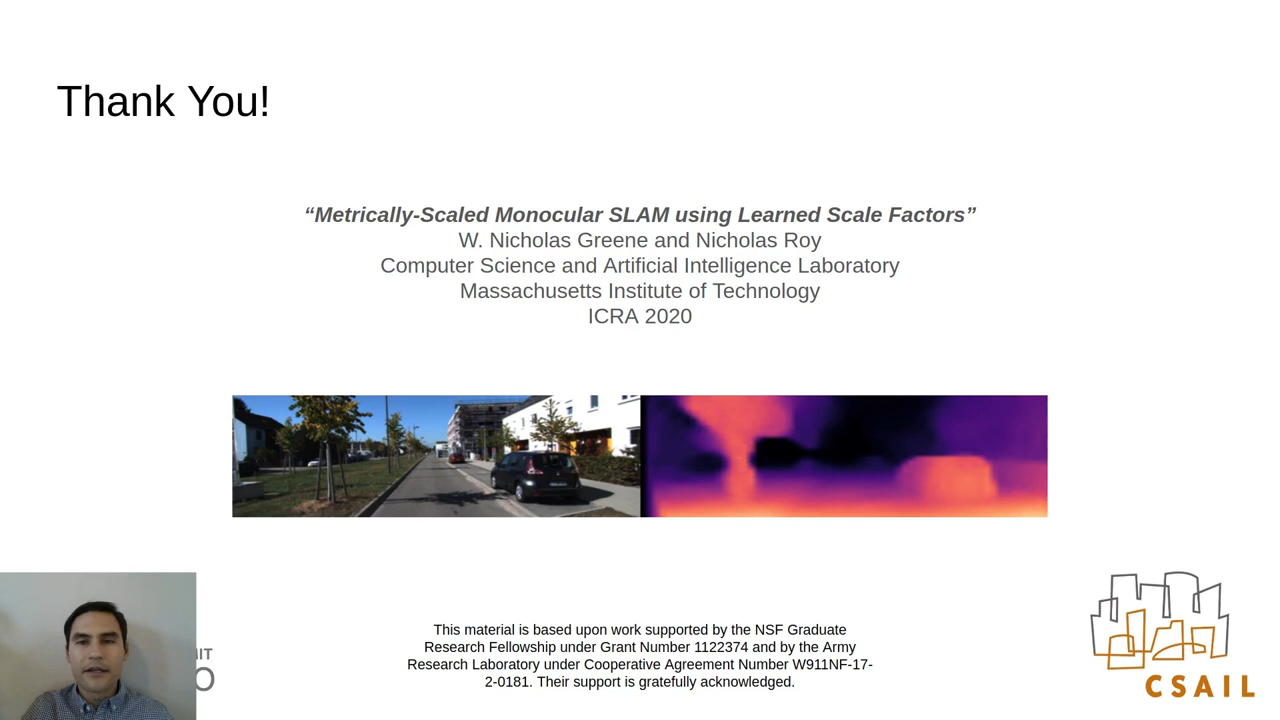 Thank You!
“Metrically-Scaled Monocular SLAM using Learned Scale Factors”
W. Nicholas Greene and Nicholas Roy
Computer Science and Artificial Intelligence Laboratory
Massachusetts Institute of Technology
ICRA 2020
This material is based upon work supported by the NSF Graduate
Research Fellowship under Grant Number 1122374 and by the Army
Research Laboratory under Cooperative Agreement Number W911NF-17-
2-0181. Their support is gratefully acknowledged.
CSAIL